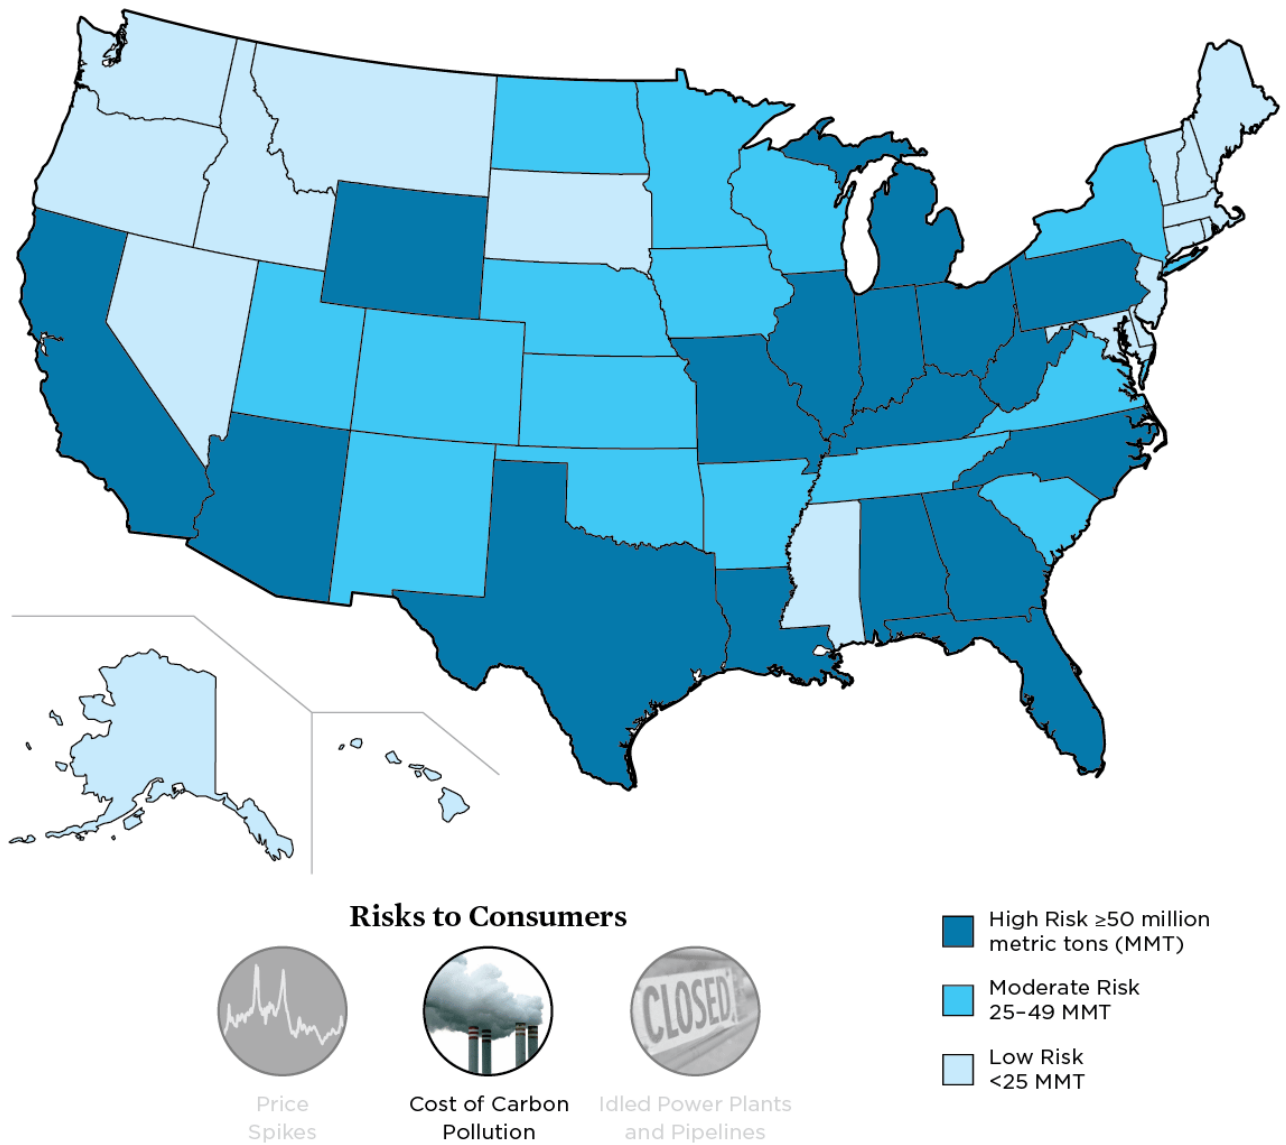 Risks to Consumers
CLOSED
Price
Spikes
Cost of Carbon
Pollution
Idled Power Plants
and Pipelines
High Risk ≥50 million
metric tons (MMT)
Moderate Risk
25–49 MMT
Low Risk
<25 MMT